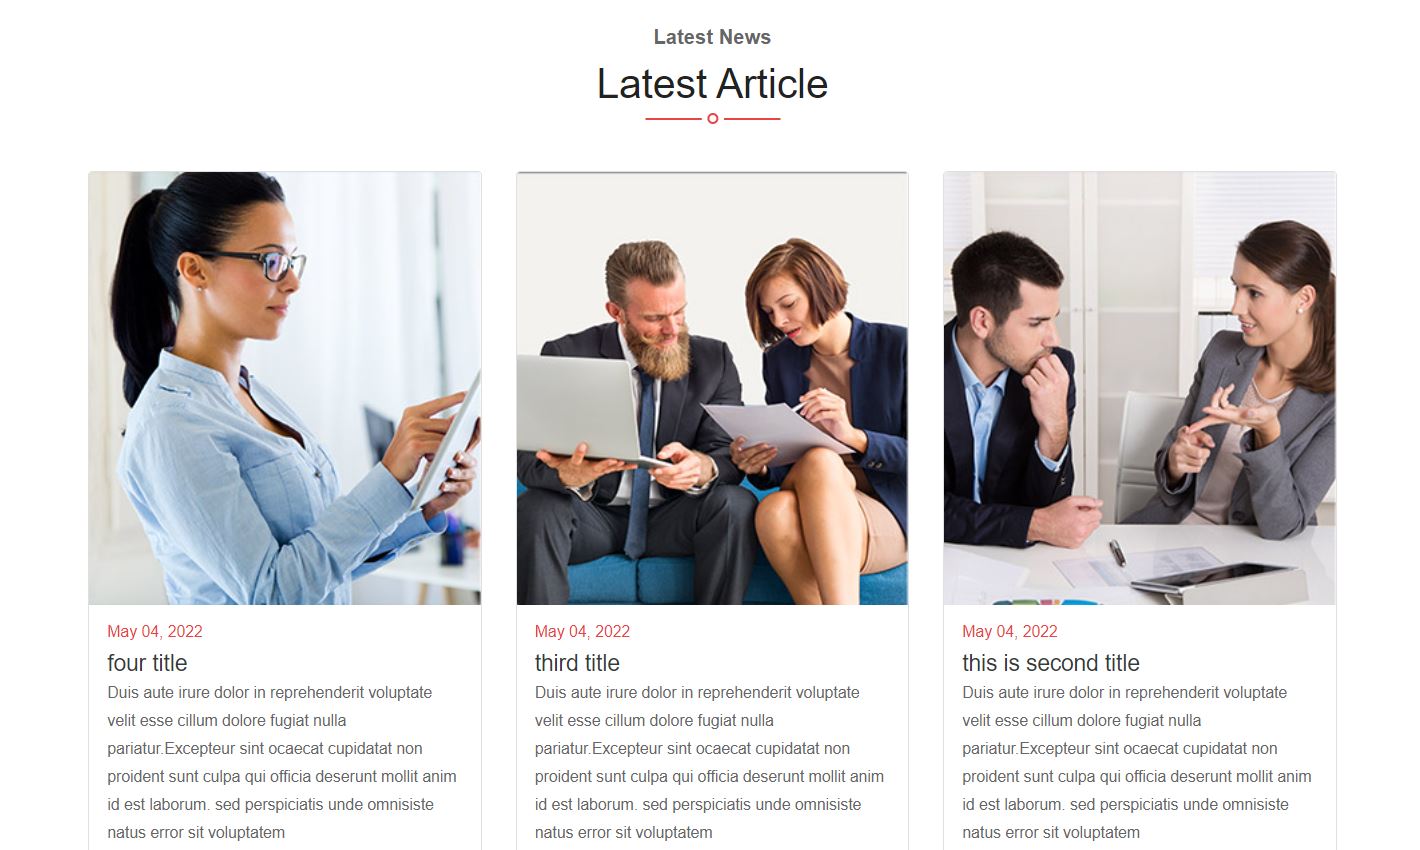 Latest News
Latest Article
May 04, 2022
four title
Duis aute irure dolor in reprehenderit voluptate
velit esse cillum dolore fugiat nulla
pariatur.Excepteur sint ocaecat cupidatat non
proident sunt culpa qui officia deserunt mollit anim
id est laborum. sed perspiciatis unde omnisiste
natus error sit voluptatem
May 04, 2022
third title
Duis aute irure dolor in reprehenderit voluptate
velit esse cillum dolore fugiat nulla
pariatur.Excepteur sint ocaecat cupidatat non
proident sunt culpa qui officia deserunt mollit anim
id est laborum. sed perspiciatis unde omnisiste
natus error sit voluptatem
May 04, 2022
this is second title
Duis aute irure dolor in reprehenderit voluptate
velit esse cillum dolore fugiat nulla
pariatur.Excepteur sint ocaecat cupidatat non
proident sunt culpa qui officia deserunt mollit anim
id est laborum. sed perspiciatis unde omnisiste
natus error sit voluptatem